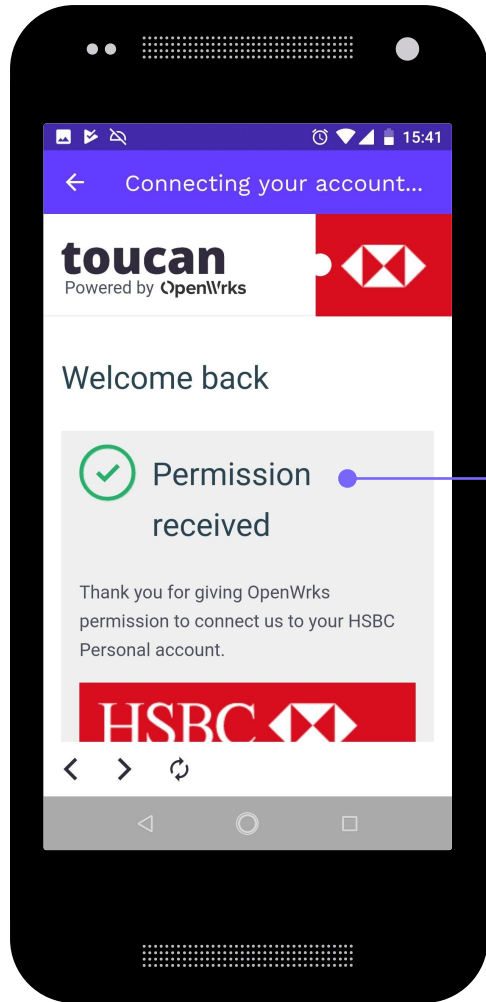 15:41
Connecting your account...
toucan
Powered by OpenWrks
Welcome back
Permission
received
Thank you for giving OpenWrks
permission to connect us to your HSBC
Personal account.
HSBC